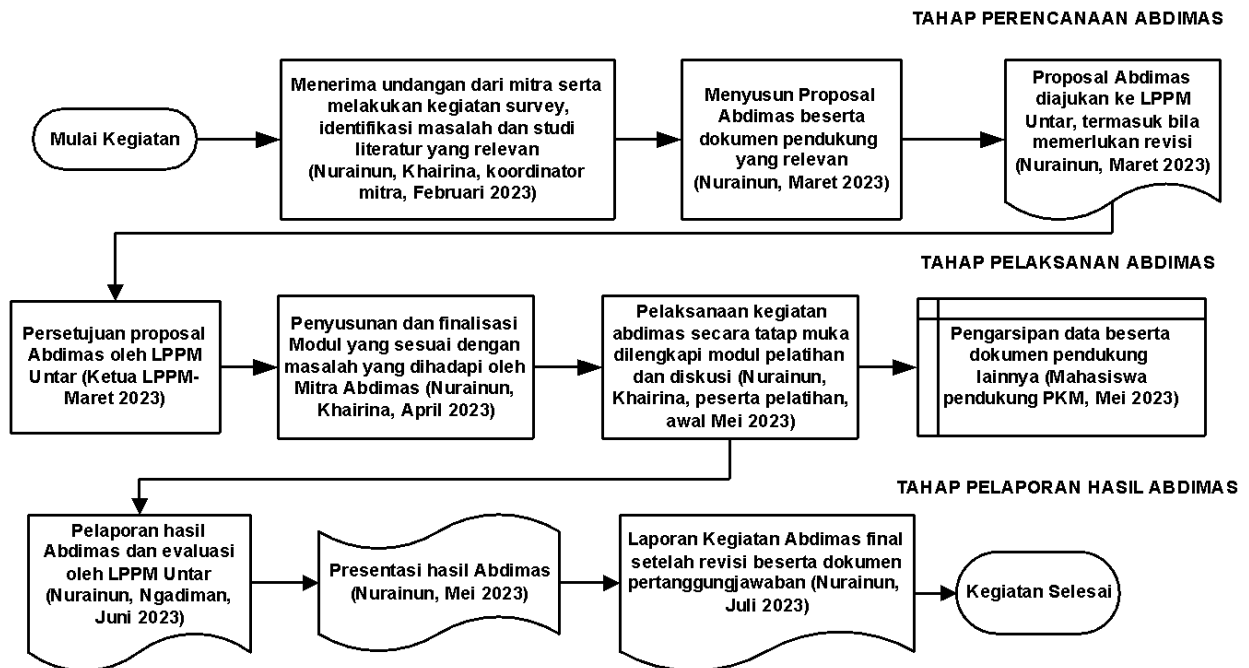 TAHAP PERENCANAAN ABDIMAS
Mulai Kegiatan
Menerima undangan dari mitra serta
melakukan kegiatan survey,
identifikasi masalah dan studi
literatur yang relevan
(Nurainun, Khairina, koordinator
mitra, Februari 2023)
Menyusun Proposal
Abdimas beserta
dokumen pendukung
yang relevan
(Nurainun, Maret 2023)
Proposal Abdimas
diajukan ke LPPM
Untar, termasuk bila
memerlukan revisi
(Nurainun, Maret 2023)
TAHAP PELAKSANAN ABDIMAS
Persetujuan proposal
Abdimas oleh LPPM
Untar (Ketua LPPM-
Maret 2023)
Penyusunan dan finalisasi
Modul yang sesuai dengan
masalah yang dihadapi oleh
Mitra Abdimas (Nurainun,
Khairina, April 2023)
Pelaksanaan kegiatan
abdimas secara tatap muka
dilengkapi modul pelatihan
dan diskusi (Nurainun,
Khairina, peserta pelatihan,
awal Mei 2023)
Pengarsipan data beserta
dokumen pendukung
lainnya (Mahasiswa
pendukung PKM, Mei 2023)
TAHAP PELAPORAN HASIL ABDIMAS
Pelaporan hasil
Abdimas dan evaluasi
oleh LPPM Untar
(Nurainun, Ngadiman,
Juni 2023)
Presentasi hasil Abdimas
(Nurainun, Mei 2023)
Laporan Kegiatan Abdimas final
setelah revisi beserta dokumen
pertanggungjawaban (Nurainun,
Juli 2023)
Kegiatan Selesai